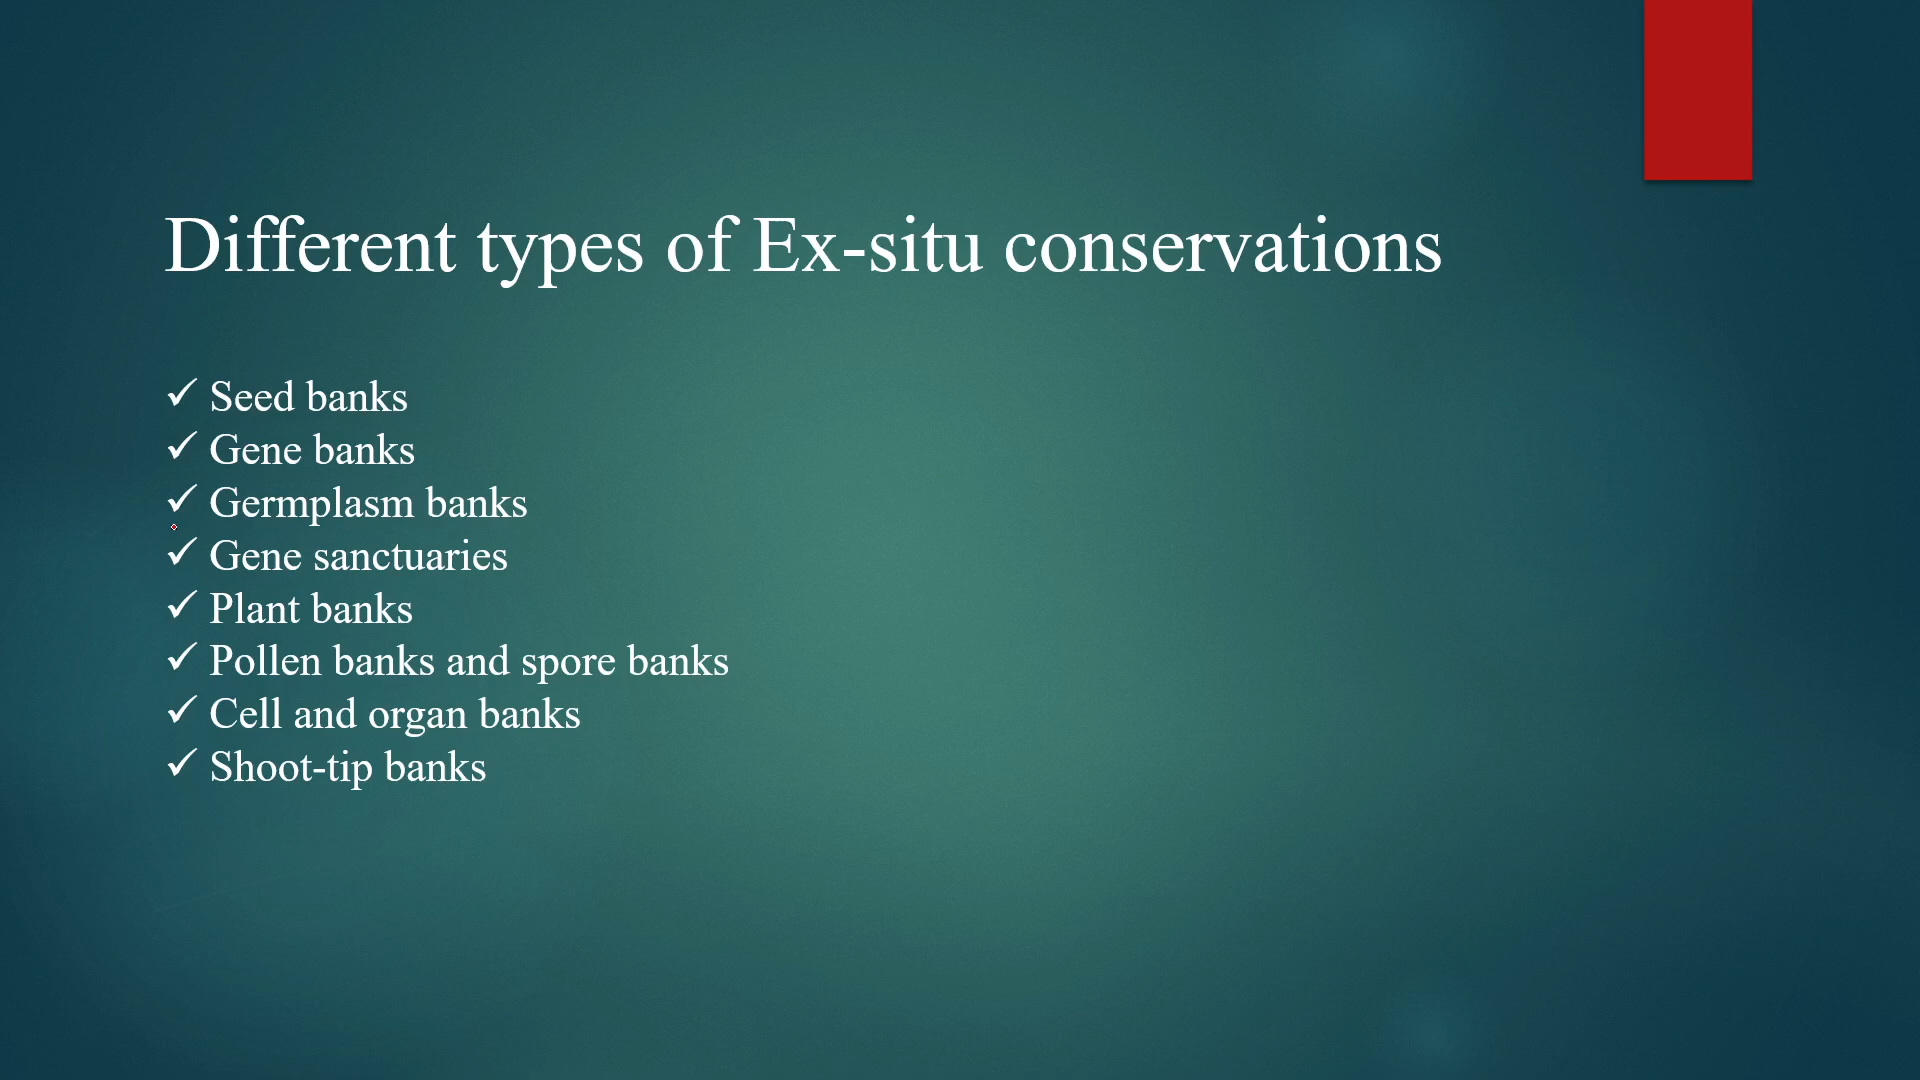 Different types of Ex-situ conservations
✓ Seed banks
✓ Gene banks
✓ Germplasm banks
✓ Gene sanctuaries
✓ Plant banks
✓ Pollen banks and spore banks
✓ Cell and organ banks
✓ Shoot-tip banks